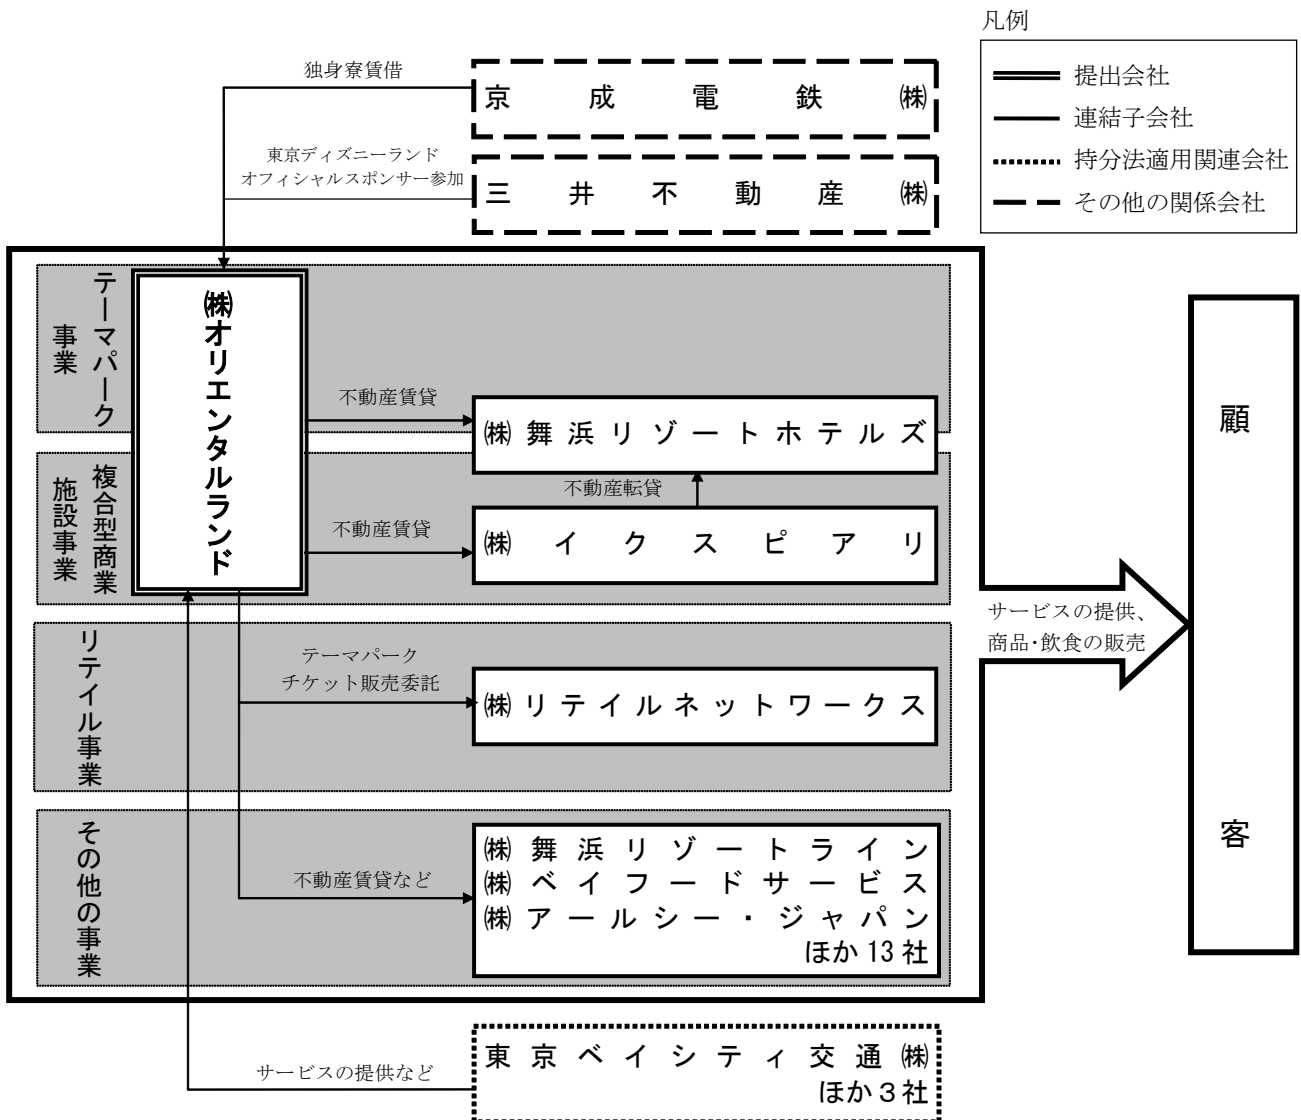 凡例
提出会社
連結子会社
持分法適用関連会社
その他の関係会社
独身寮賃借
京成電鉄㈱
東京ディズニーランド
オフィシャルスポンサー参加
三井不動産㈱
テーマパーク
事業
㈱オリエンタルランド
不動産賃貸
㈱舞浜リゾートホテルズ
複合型商業
施設事業
不動産転貸
不動産賃貸
㈱イクスピアリ
リテイル事業
テーマパーク
チケット販売委託
㈱リテイルネットワークス
その他の事業
不動産賃貸など
㈱舞浜リゾートライン
㈱ベイフードサービス
㈱アールシー・ジャパン
ほか 13 社
サービスの提供、
商品・飲食の販売
顧客
サービスの提供など
東京ベイシティ交通㈱
ほか３社